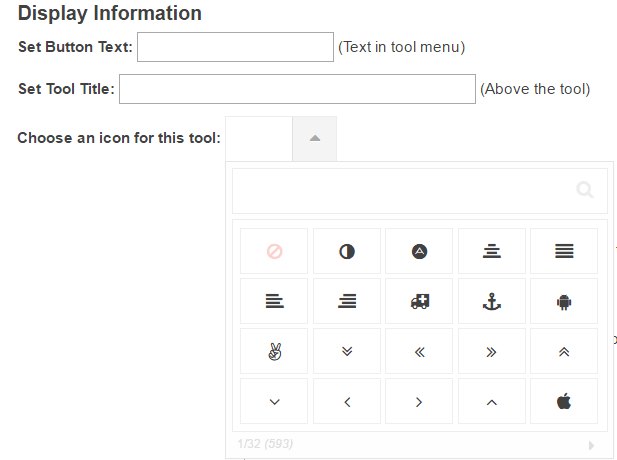 Display Information
Set Button Text: (Text in tool menu)
Set Tool Title: (Above the tool)
Choose an icon for this tool:
1/32 (593)